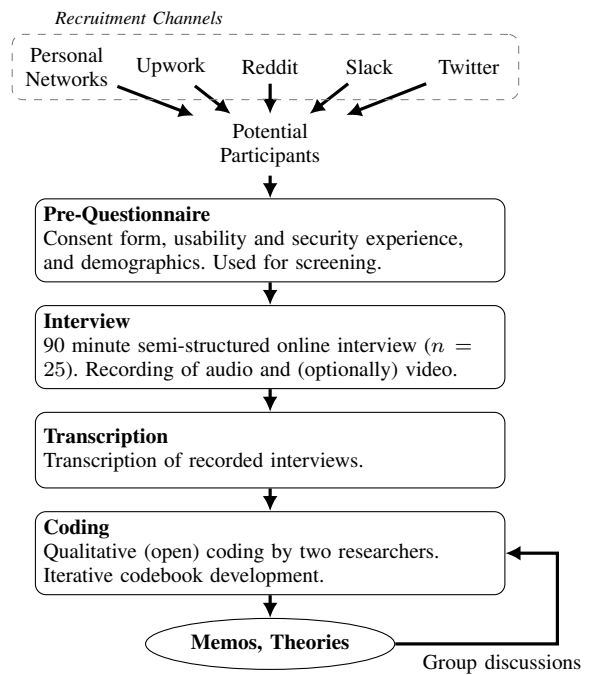 Recruitment Channels
Personal
Networks
Upwork
Reddit
Slack
Twitter
Potential
Participants
Pre-Questionnaire
Consent form, usability and security experience,
and demographics. Used for screening.
Interview
90 minute semi-structured online interview (n =
25). Recording of audio and (optionally) video.
Transcription
Transcription of recorded interviews.
Coding
Qualitative (open) coding by two researchers.
Iterative codebook development.
Memos, Theories
Group discussions